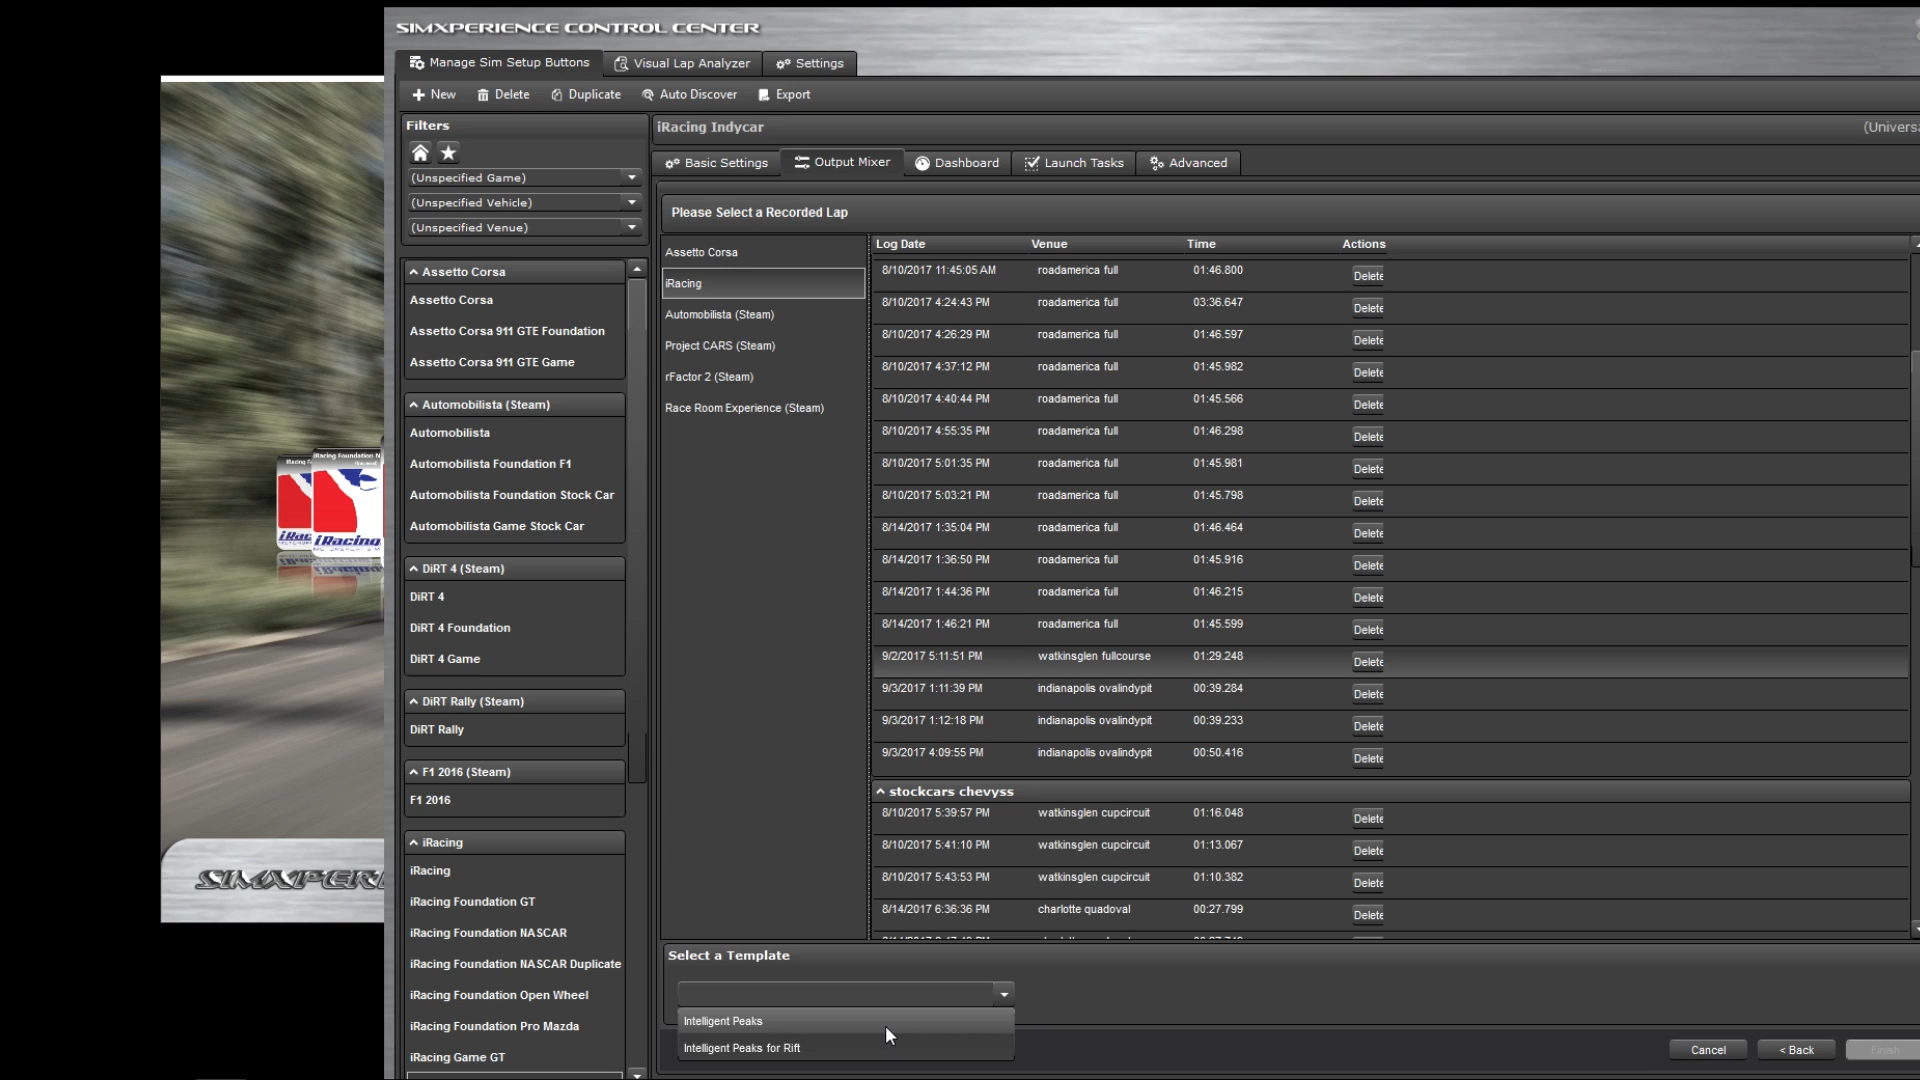 SIMXPERIENCE CONTROL CENTER
Manage Sim Setup Buttons
Visual Lap Analyzer
Settings
New
Delete
Duplicate
Auto Discover
Export
Filters
(Unspecified Game)
(Unspecified Vehicle)
(Unspecified Venue)
Assetto Corsa
Assetto Corsa
Assetto Corsa 911 GTE Foundation
Assetto Corsa 911 GTE Game
Automobilista (Steam)
Automobilista
Automobilista Foundation F1
Automobilista Foundation Stock Car
Automobilista Game Stock Car
DiRT 4 (Steam)
DiRT 4
DiRT 4 Foundation
DiRT 4 Game
DiRT Rally (Steam)
DiRT Rally
F1 2016 (Steam)
F1 2016
iRacing
iRacing
iRacing Foundation GT
iRacing Foundation NASCAR
iRacing Foundation NASCAR Duplicate
iRacing Foundation Open Wheel
iRacing Foundation Pro Mazda
iRacing Game GT
iRacing Indycar
(Univers
Basic Settings
Output Mixer
Dashboard
Launch Tasks
Advanced
Please Select a Recorded Lap
Assetto Corsa
iRacing
Automobilista (Steam)
Project CARS (Steam)
rFactor 2 (Steam)
Race Room Experience (Steam)
Log Date Venue Time Actions
8/10/2017 11:45:05 AM roadamerica full 01:46.800 Delete
8/10/2017 4:24:43 PM roadamerica full 03:36.647 Delete
8/10/2017 4:26:29 PM roadamerica full 01:46.597 Delete
8/10/2017 4:37:12 PM roadamerica full 01:45.982 Delete
8/10/2017 4:40:44 PM roadamerica full 01:45.566 Delete
8/10/2017 4:55:35 PM roadamerica full 01:46.298 Delete
8/10/2017 5:01:35 PM roadamerica full 01:45.981 Delete
8/10/2017 5:03:21 PM roadamerica full 01:45.798 Delete
8/14/2017 1:35:04 PM roadamerica full 01:46.464 Delete
8/14/2017 1:36:50 PM roadamerica full 01:45.916 Delete
8/14/2017 1:44:36 PM roadamerica full 01:46.215 Delete
8/14/2017 1:46:21 PM roadamerica full 01:45.599 Delete
9/2/2017 5:11:51 PM watkinsglen fullcourse 01:29.248 Delete
9/3/2017 1:11:39 PM indianapolis ovalindypit 00:39.284 Delete
9/3/2017 1:12:18 PM indianapolis ovalindypit 00:39.233 Delete
9/3/2017 4:09:55 PM indianapolis ovalindypit 00:50.416 Delete
stockcars chevyss
8/10/2017 5:39:57 PM watkinsglen cupcircuit 01:16.048 Delete
8/10/2017 5:41:10 PM watkinsglen cupcircuit 01:13.067 Delete
8/10/2017 5:43:53 PM watkinsglen cupcircuit 01:10.382 Delete
8/14/2017 6:36:36 PM charlotte quadoval 00:27.799 Delete
Select a Template
Intelligent Peaks
Intelligent Peaks for Rift
Cancel
< Back
Finish
iRacing Foundation N
iRacing
SIMXPERI